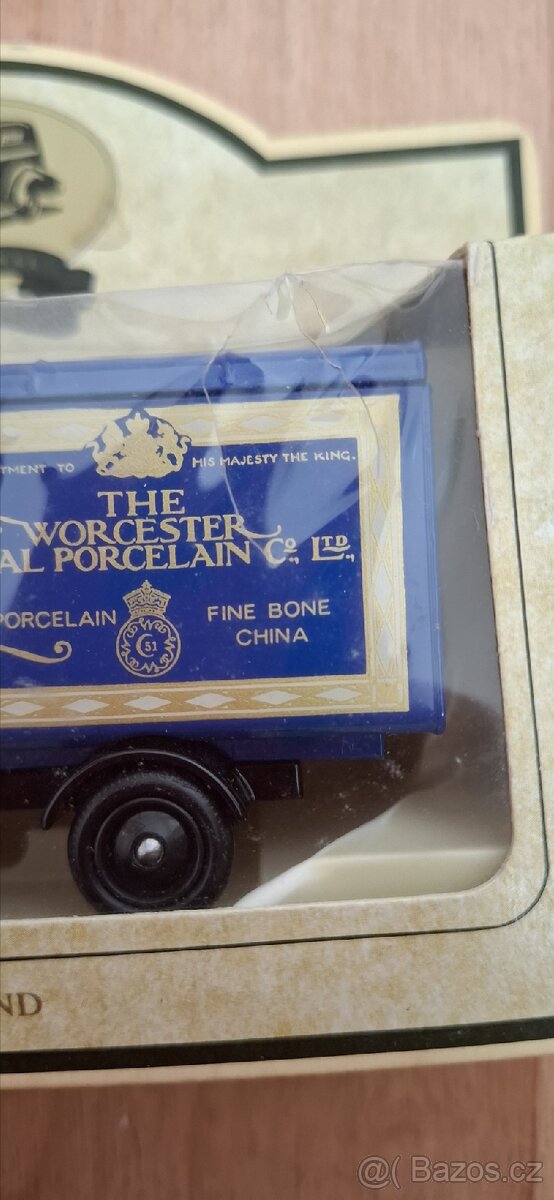 TMENT TO HIS MAJESTY THE KING.
THE
WORCESTER
AL PORCELAIN Co., LTD.,
PORCELAIN FINE BONE
CHINA
51
ND
@( Bazos.cz